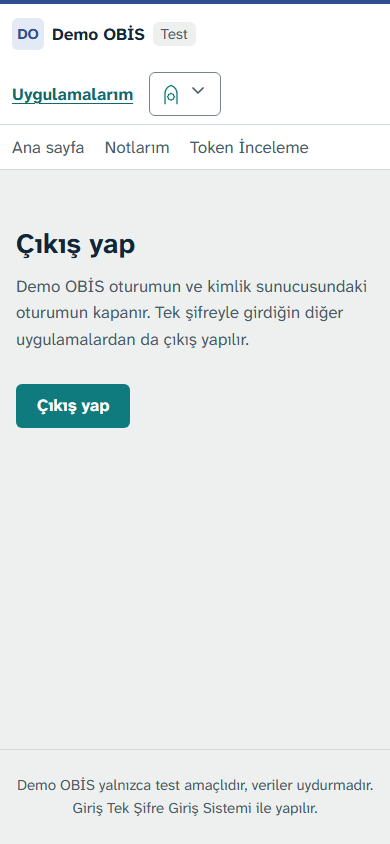 DO Demo OBİS Test
Uygulamalarım
Ana sayfa Notlarım Token İnceleme
Çıkış yap
Demo OBİS oturumun ve kimlik sunucusundaki
oturumun kapanır. Tek şifreyle girdiğin diğer
uygulamalardan da çıkış yapılır.
Çıkış yap
Demo OBİS yalnızca test amaçlıdır, veriler uydurmadır.
Giriş Tek Şifre Giriş Sistemi ile yapılır.